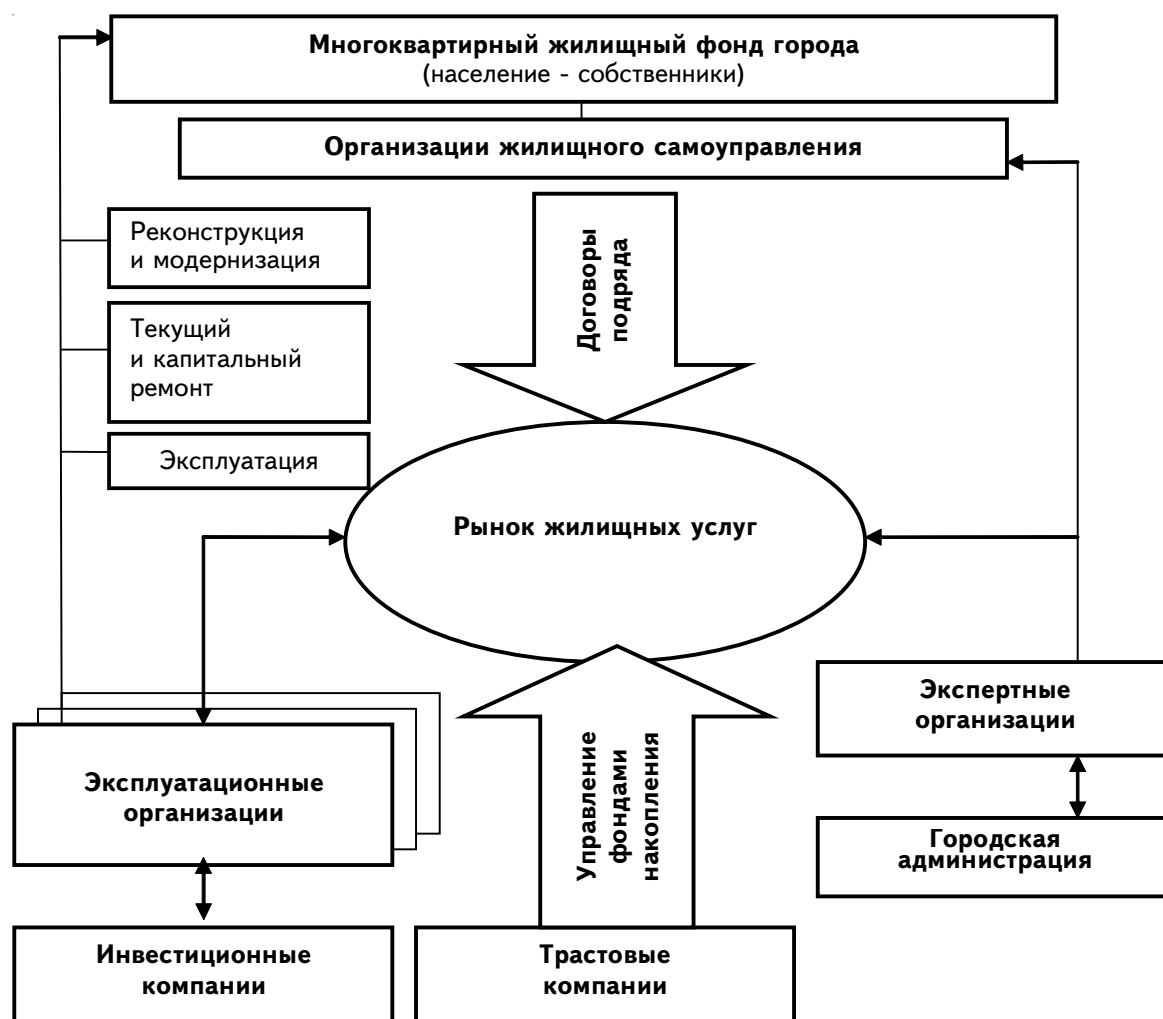 Многоквартирный жилищный фонд города
(население - собственники)
Организации жилищного самоуправления
Реконструкция
и модернизация
Текущий
и капитальный
ремонт
Эксплуатация
Договоры
подряда
Рынок жилищных услуг
Экспертные
организации
Эксплуатационные
организации
Управление
фондами
накопления
Городская
администрация
Инвестиционные
компании
Трастовые
компании